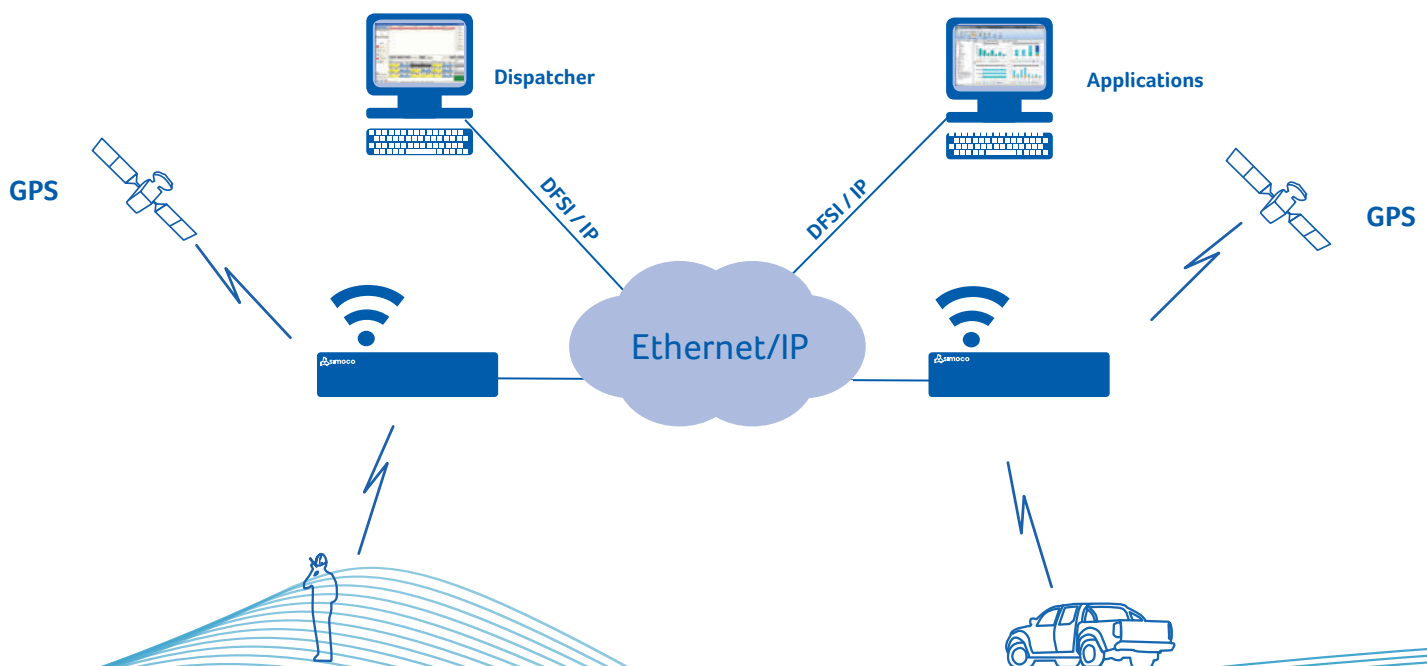 Dispatcher
Applications
GPS
DFSI / IP
DFSI / IP
GPS
Ethernet/IP
simoco
simoco